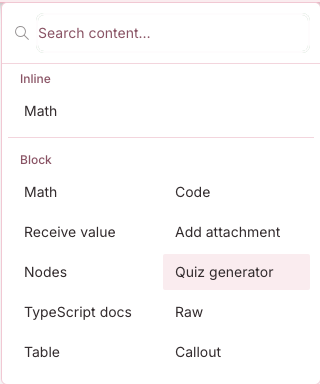 Search content...
Inline
Math
Block
Math Code
Receive value Add attachment
Nodes Quiz generator
TypeScript docs Raw
Table Callout